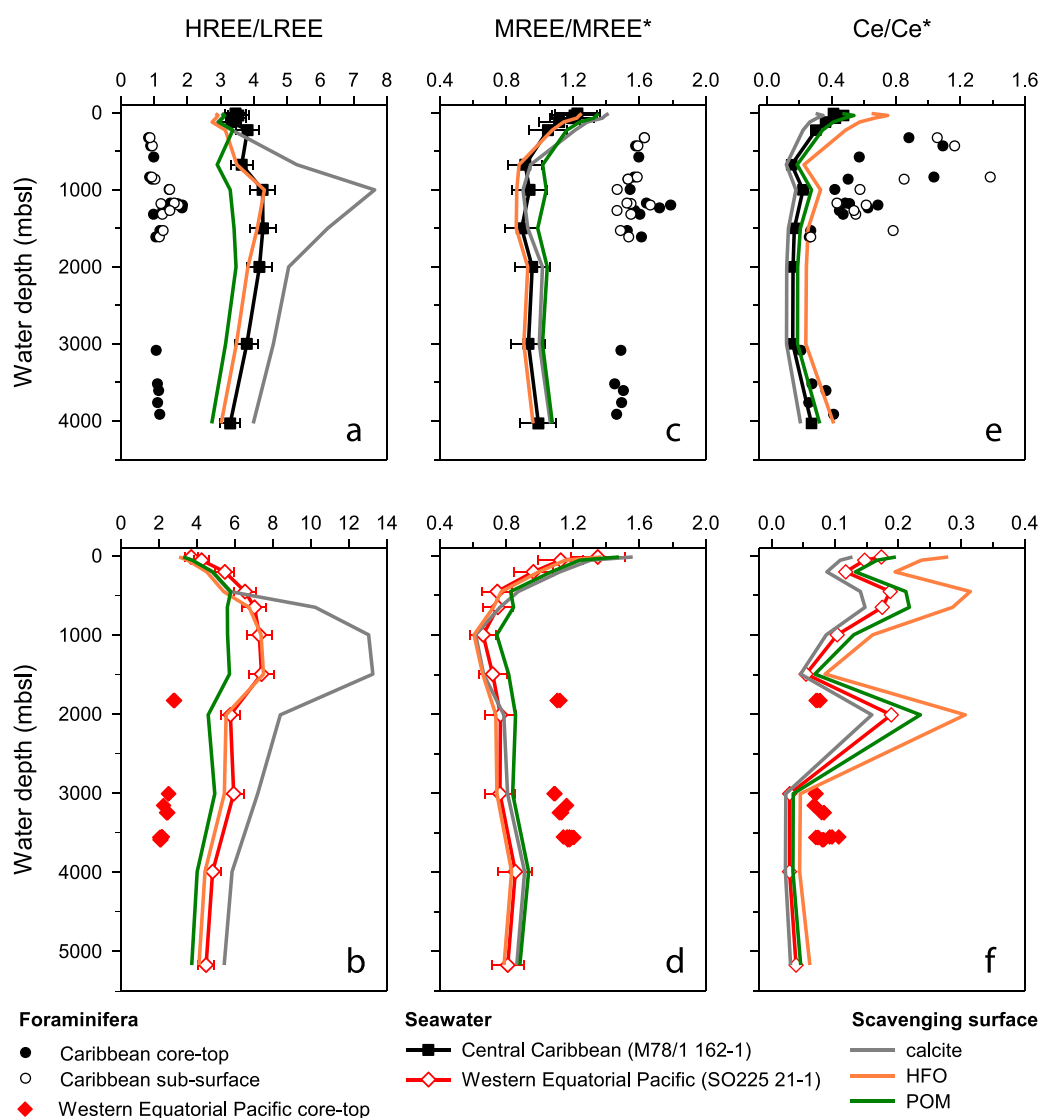 HREE/LREE MREE/MREE* Ce/Ce*
0 1 2 3 4 5 6 7 8 0.4 0.8 1.2 1.6 2.0 0.0 0.4 0.8 1.2 1.6
0
1000
2000
3000
4000
Water depth (mbsl)
a c e
0 2 4 6 8 10 12 14 0.4 0.8 1.2 1.6 2.0 0.0 0.1 0.2 0.3 0.4
0
1000
2000
3000
4000
5000
Water depth (mbsl)
b d f
Foraminifera
Caribbean core-top
Caribbean sub-surface
Western Equatorial Pacific core-top
Seawater
Central Caribbean (M78/1 162-1)
Western Equatorial Pacific (SO225 21-1)
Scavenging surface
calcite
HFO
POM